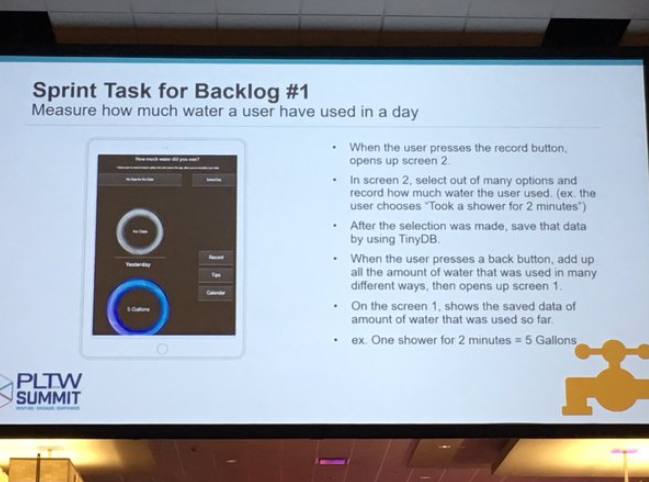 Sprint Task for Backlog #1
Measure how much water a user have used in a day
How much water did you use?
No Data
Yesterday
5 Gallons
Record
Tips
Calendar
• When the user presses the record button,
opens up screen 2.
• In screen 2, select out of many options and
record how much water the user used. (ex. the
user chooses "Took a shower for 2 minutes")
• After the selection was made, save that data
by using TinyDB.
• When the user presses a back button, add up
all the amount of water that was used in many
different ways, then opens up screen 1.
• On the screen 1, shows the saved data of
amount of water that was used so far.
• ex. One shower for 2 minutes = 5 Gallons
PLTW
SUMMIT